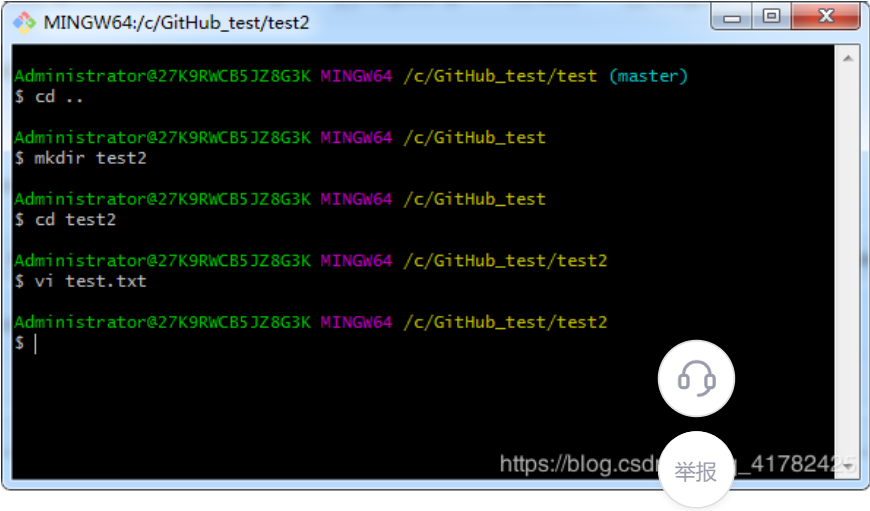 MINGW64:/c/GitHub_test/test2
Administrator@27K9RWCB5JZ8G3K MINGW64 /c/GitHub_test/test (master)
$ cd ..
Administrator@27K9RWCB5JZ8G3K MINGW64 /c/GitHub_test
$ mkdir test2
Administrator@27K9RWCB5JZ8G3K MINGW64 /c/GitHub_test
$ cd test2
Administrator@27K9RWCB5JZ8G3K MINGW64 /c/GitHub_test/test2
$ vi test.txt
Administrator@27K9RWCB5JZ8G3K MINGW64 /c/GitHub_test/test2
$
https://blog.csd
_4178242
举报